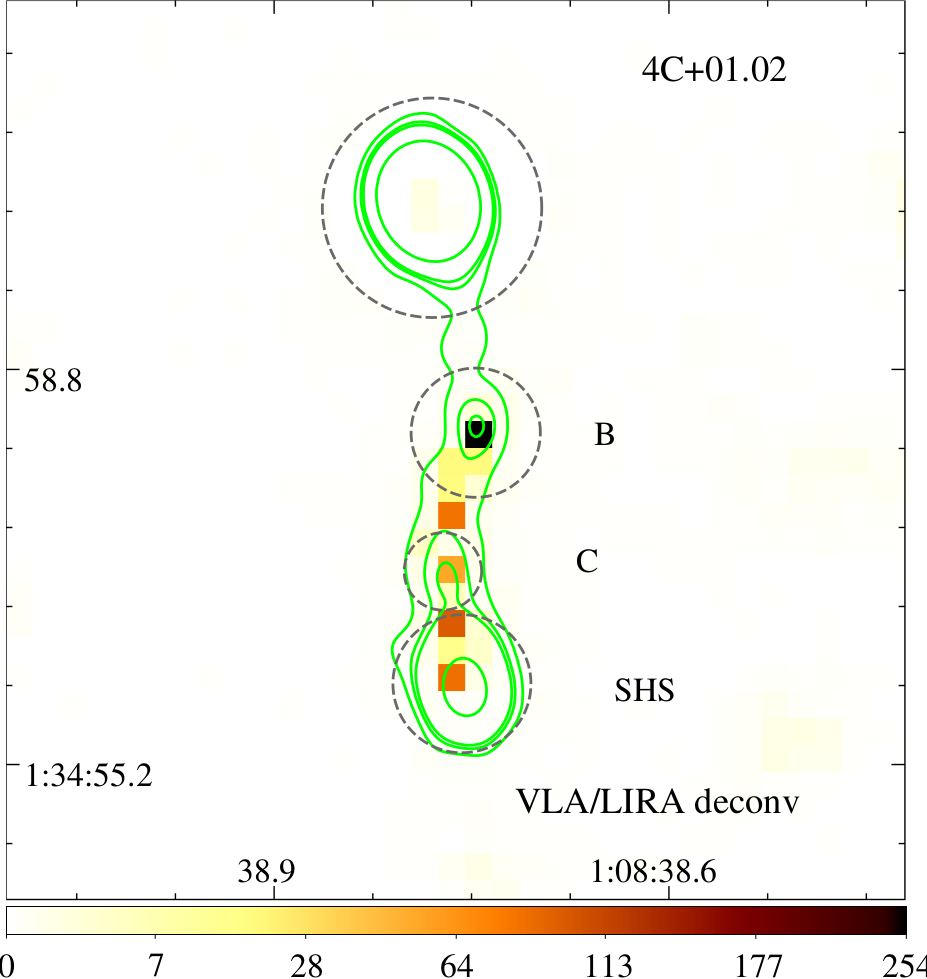 4C+01.02
58.8
B
C
SHS
1:34:55.2
VLA/LIRA deconv
38.9 1:08:38.6
0 7 28 64 113 177 254